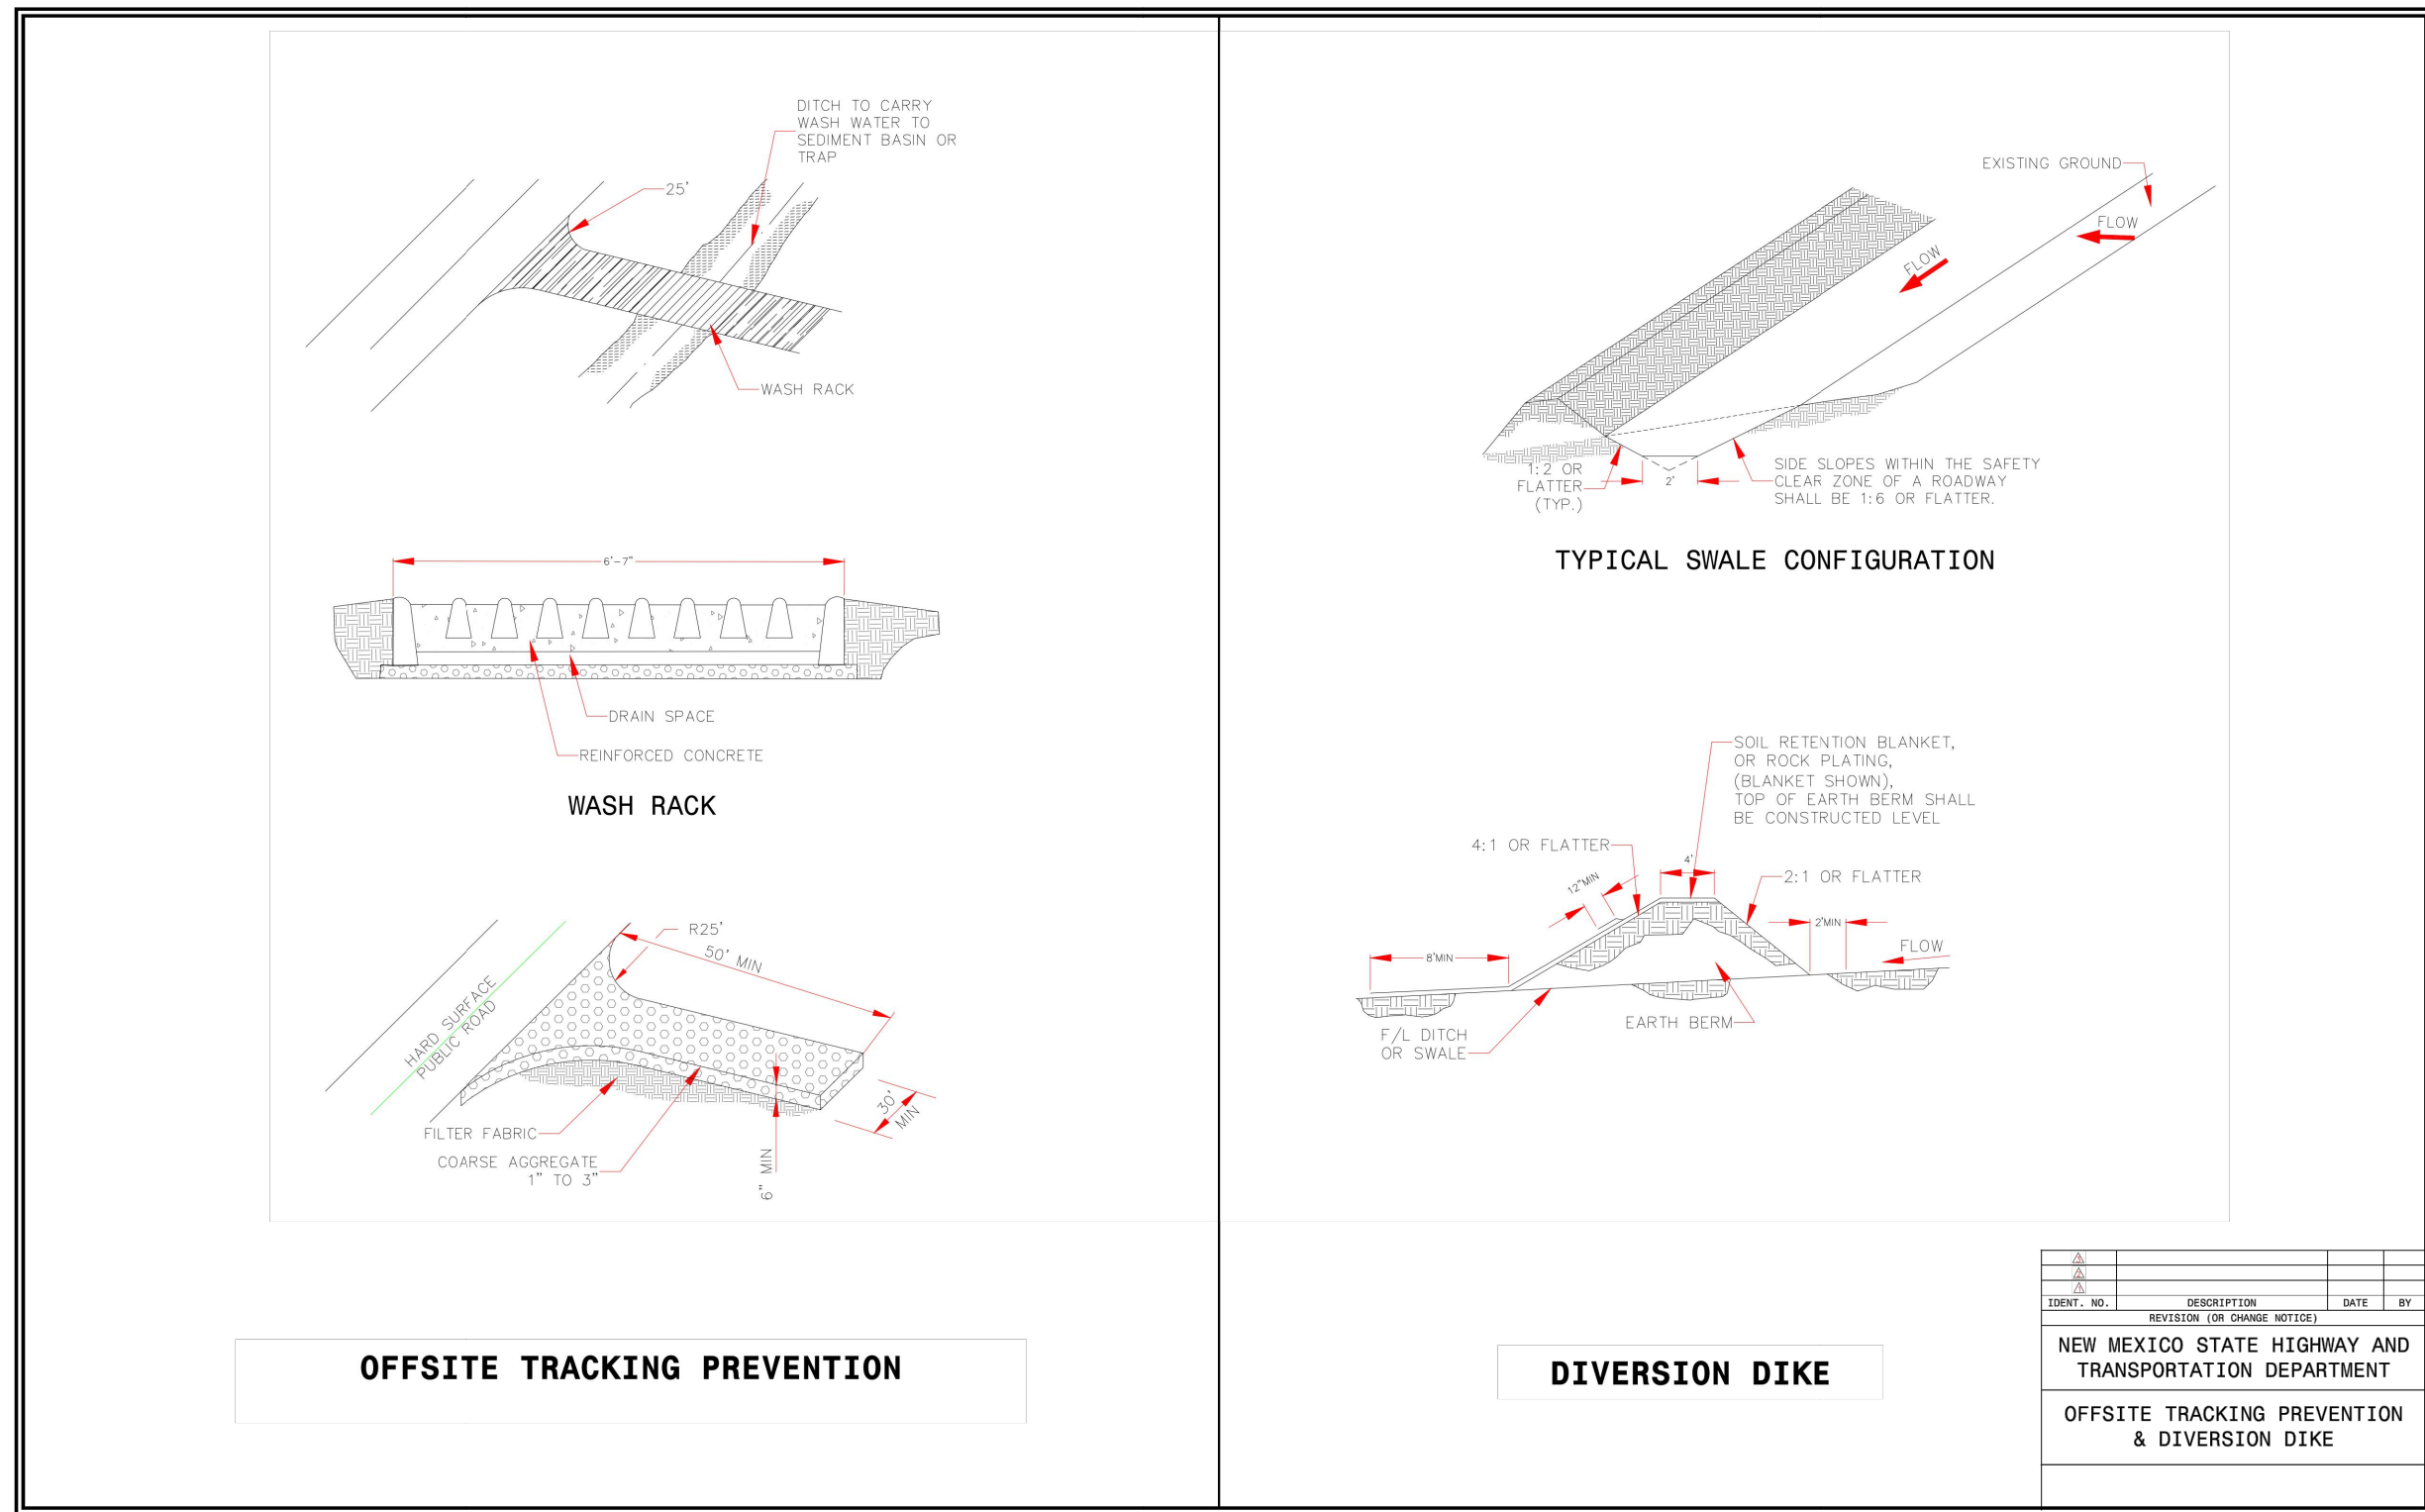 DITCH TO CARRY
WASH WATER TO
SEDIMENT BASIN OR
TRAP
25'
WASH RACK
6'-7"
DRAIN SPACE
REINFORCED CONCRETE
WASH RACK
R25'
50' MIN
HARD SURFACE
PUBLIC ROAD
30'
MIN
FILTER FABRIC
COARSE AGGREGATE
1" TO 3"
6" MIN
OFFSITE TRACKING PREVENTION
EXISTING GROUND
FLOW
FLOW
1:2 OR
FLATTER
(TYP.)
2'
SIDE SLOPES WITHIN THE SAFETY
CLEAR ZONE OF A ROADWAY
SHALL BE 1:6 OR FLATTER.
TYPICAL SWALE CONFIGURATION
SOIL RETENTION BLANKET,
OR ROCK PLATING,
(BLANKET SHOWN),
TOP OF EARTH BERM SHALL
BE CONSTRUCTED LEVEL
4:1 OR FLATTER
4'
12"MIN
2:1 OR FLATTER
2'MIN
FLOW
8'MIN
EARTH BERM
F/L DITCH
OR SWALE
DIVERSION DIKE
3
2
1
IDENT. NO. DESCRIPTION DATE BY
REVISION (OR CHANGE NOTICE)
NEW MEXICO STATE HIGHWAY AND
TRANSPORTATION DEPARTMENT
OFFSITE TRACKING PREVENTION
& DIVERSION DIKE